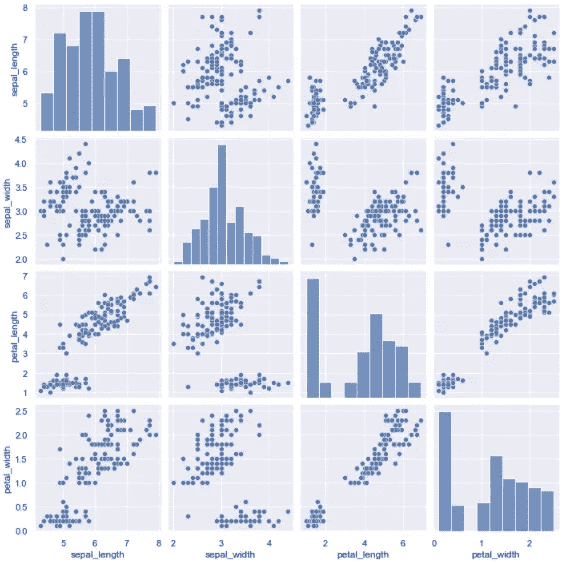 8
7
6
5
sepal_length
4.5
4.0
3.5
3.0
2.5
2.0
sepal_width
7
6
5
4
3
2
1
petal_length
2.5
2.0
1.5
1.0
0.5
0.0
petal_width
5 6 7 8
sepal_length
2 3 4
sepal_width
2 4 6
petal_length
0 1 2
petal_width